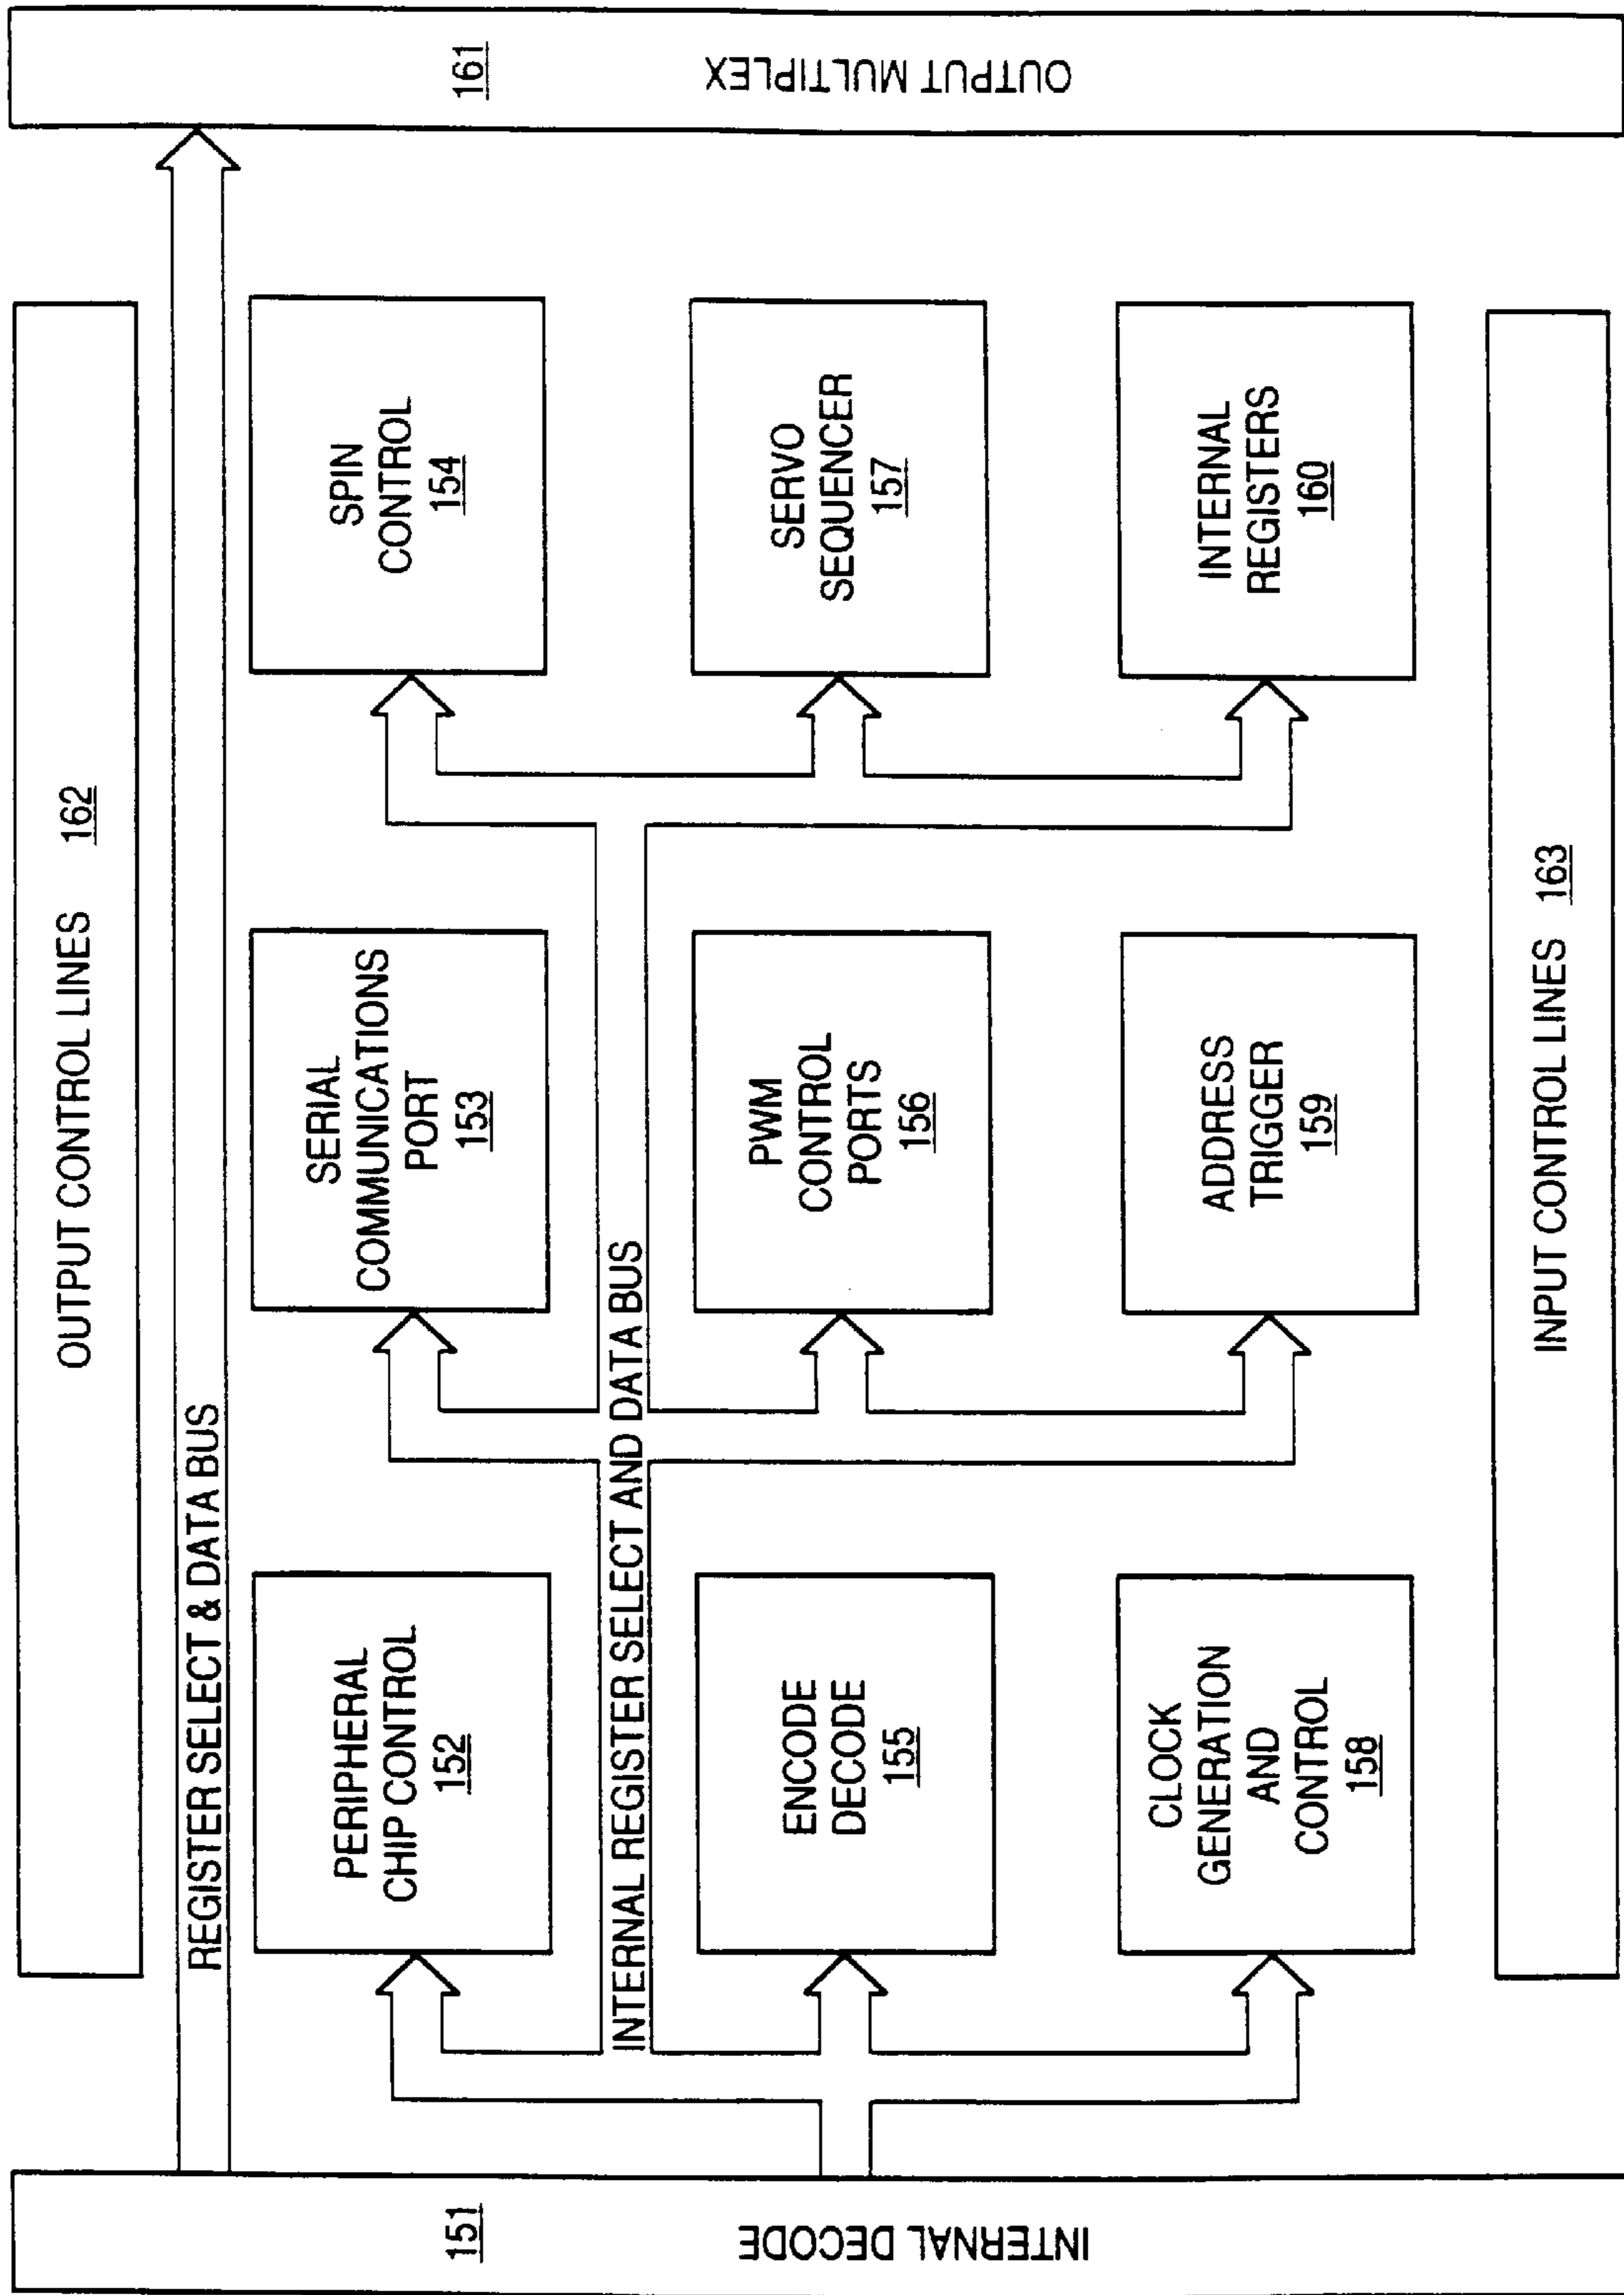 OUTPUT CONTROL LINES 162
REGISTER SELECT & DATA BUS
INTERNAL DECODE
151
PERIPHERAL
CHIP CONTROL
152
SERIAL
COMMUNICATIONS
PORT
153
SPIN
CONTROL
154
INTERNAL REGISTER SELECT AND DATA BUS
ENCODE
DECODE
155
PWM
CONTROL
PORTS
156
SERVO
SEQUENCER
157
CLOCK
GENERATION
AND
CONTROL
158
ADDRESS
TRIGGER
159
INTERNAL
REGISTERS
160
161
OUTPUT MULTIPLEX
INPUT CONTROL LINES 163